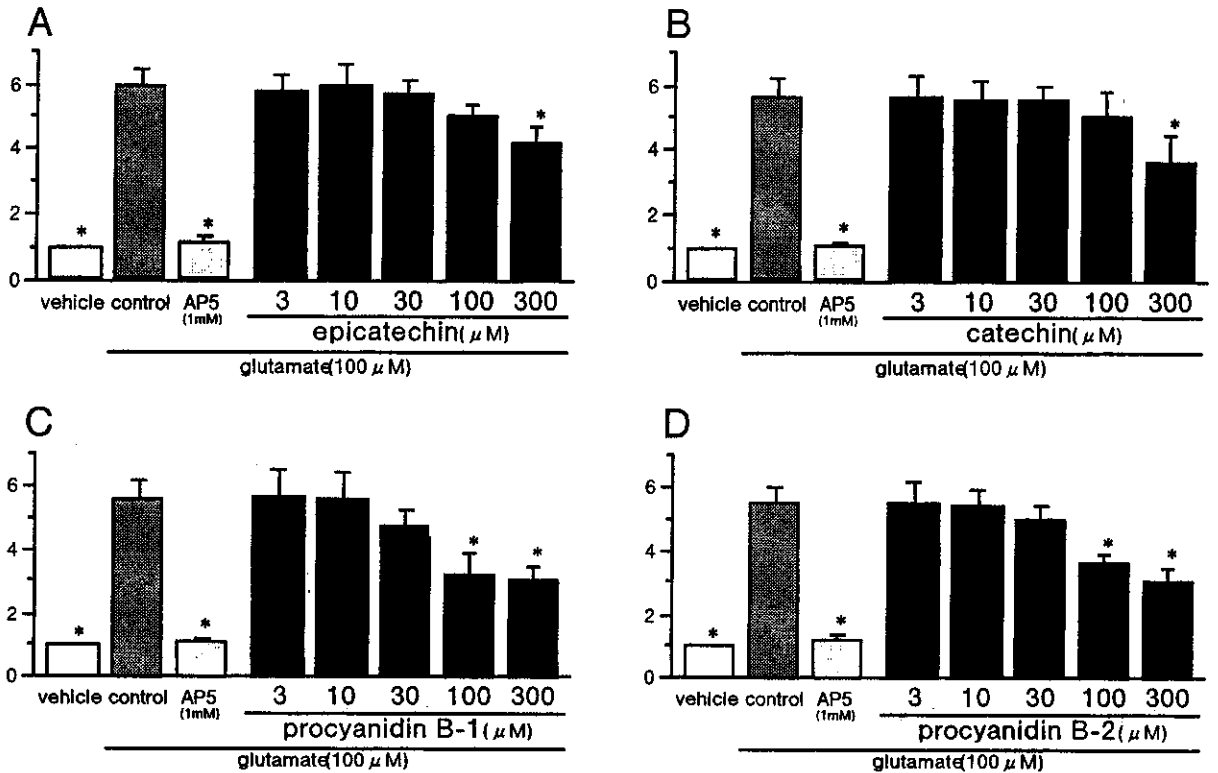 A
6
4
2
0
vehicle control AP5 3 10 30 100 300
(1mM)
epicatechin(μM)
glutamate(100 μM)
*
*
*
B
6
4
2
0
vehicle control AP5 3 10 30 100 300
(1mM)
catechin(μM)
glutamate(100 μM)
*
*
*
C
6
4
2
0
vehicle control AP5 3 10 30 100 300
(1mM)
procyanidin B-1(μM)
glutamate(100 μM)
*
*
*
*
D
6
4
2
0
vehicle control AP5 3 10 30 100 300
(1mM)
procyanidin B-2(μM)
glutamate(100 μM)
*
*
*
*